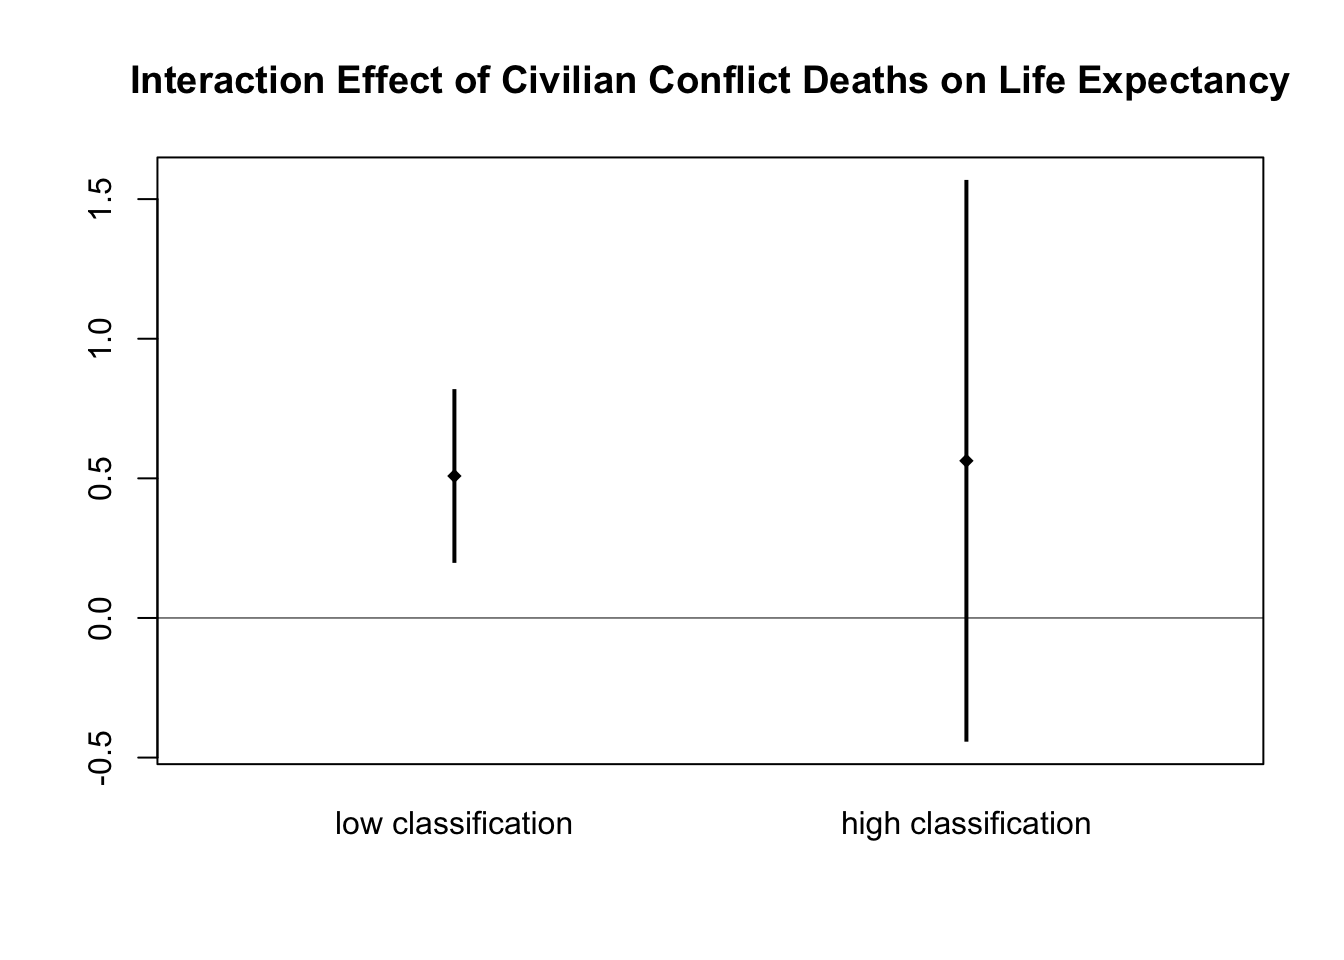 Interaction Effect of Civilian Conflict Deaths on Life Expectancy
1.5
1.0
0.5
0.0
-0.5
low classification
high classification